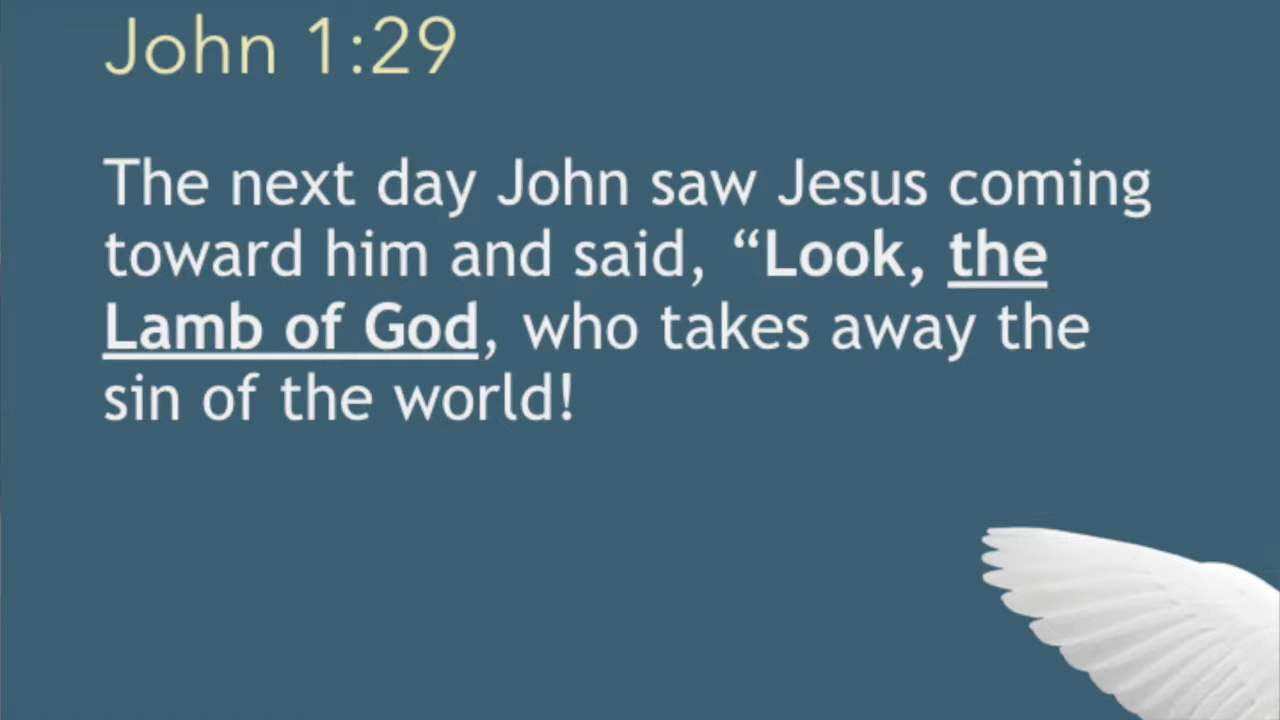 John 1:29
The next day John saw Jesus coming
toward him and said, “Look, the
Lamb of God, who takes away the
sin of the world!